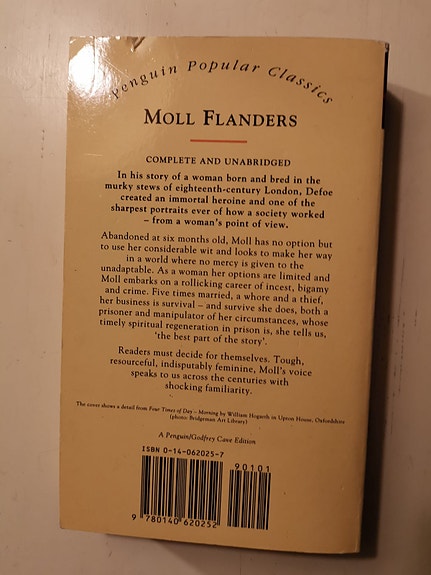 Penguin Popular Classics
MOLL FLANDERS
COMPLETE AND UNABRIDGED
In his story of a woman born and bred in the
murky stews of eighteenth-century London, Defoe
created an immortal heroine and one of the
sharpest portraits ever of how a society worked
– from a woman's point of view.
Abandoned at six months old, Moll has no option but
to use her considerable wit and looks to make her way
in a world where no mercy is given to the
unadaptable. As a woman her options are limited and
Moll embarks on a rollicking career of incest, bigamy
and crime. Five times married, a whore and a thief,
her business is survival – and survive she does, both a
prisoner and manipulator of her circumstances, whose
timely spiritual regeneration in prison is, she tells us,
'the best part of the story'.
Readers must decide for themselves. Tough,
resourceful, indisputably feminine, Moll's voice
speaks to us across the centuries with
shocking familiarity.
The cover shows a detail from Four Times of Day – Morning by William Hogarth in Upton House, Oxfordshire
(photo: Bridgeman Art Library)
A Penguin/Godfrey Cave Edition
ISBN 0-14-062025-7
90101
9 780140 620252